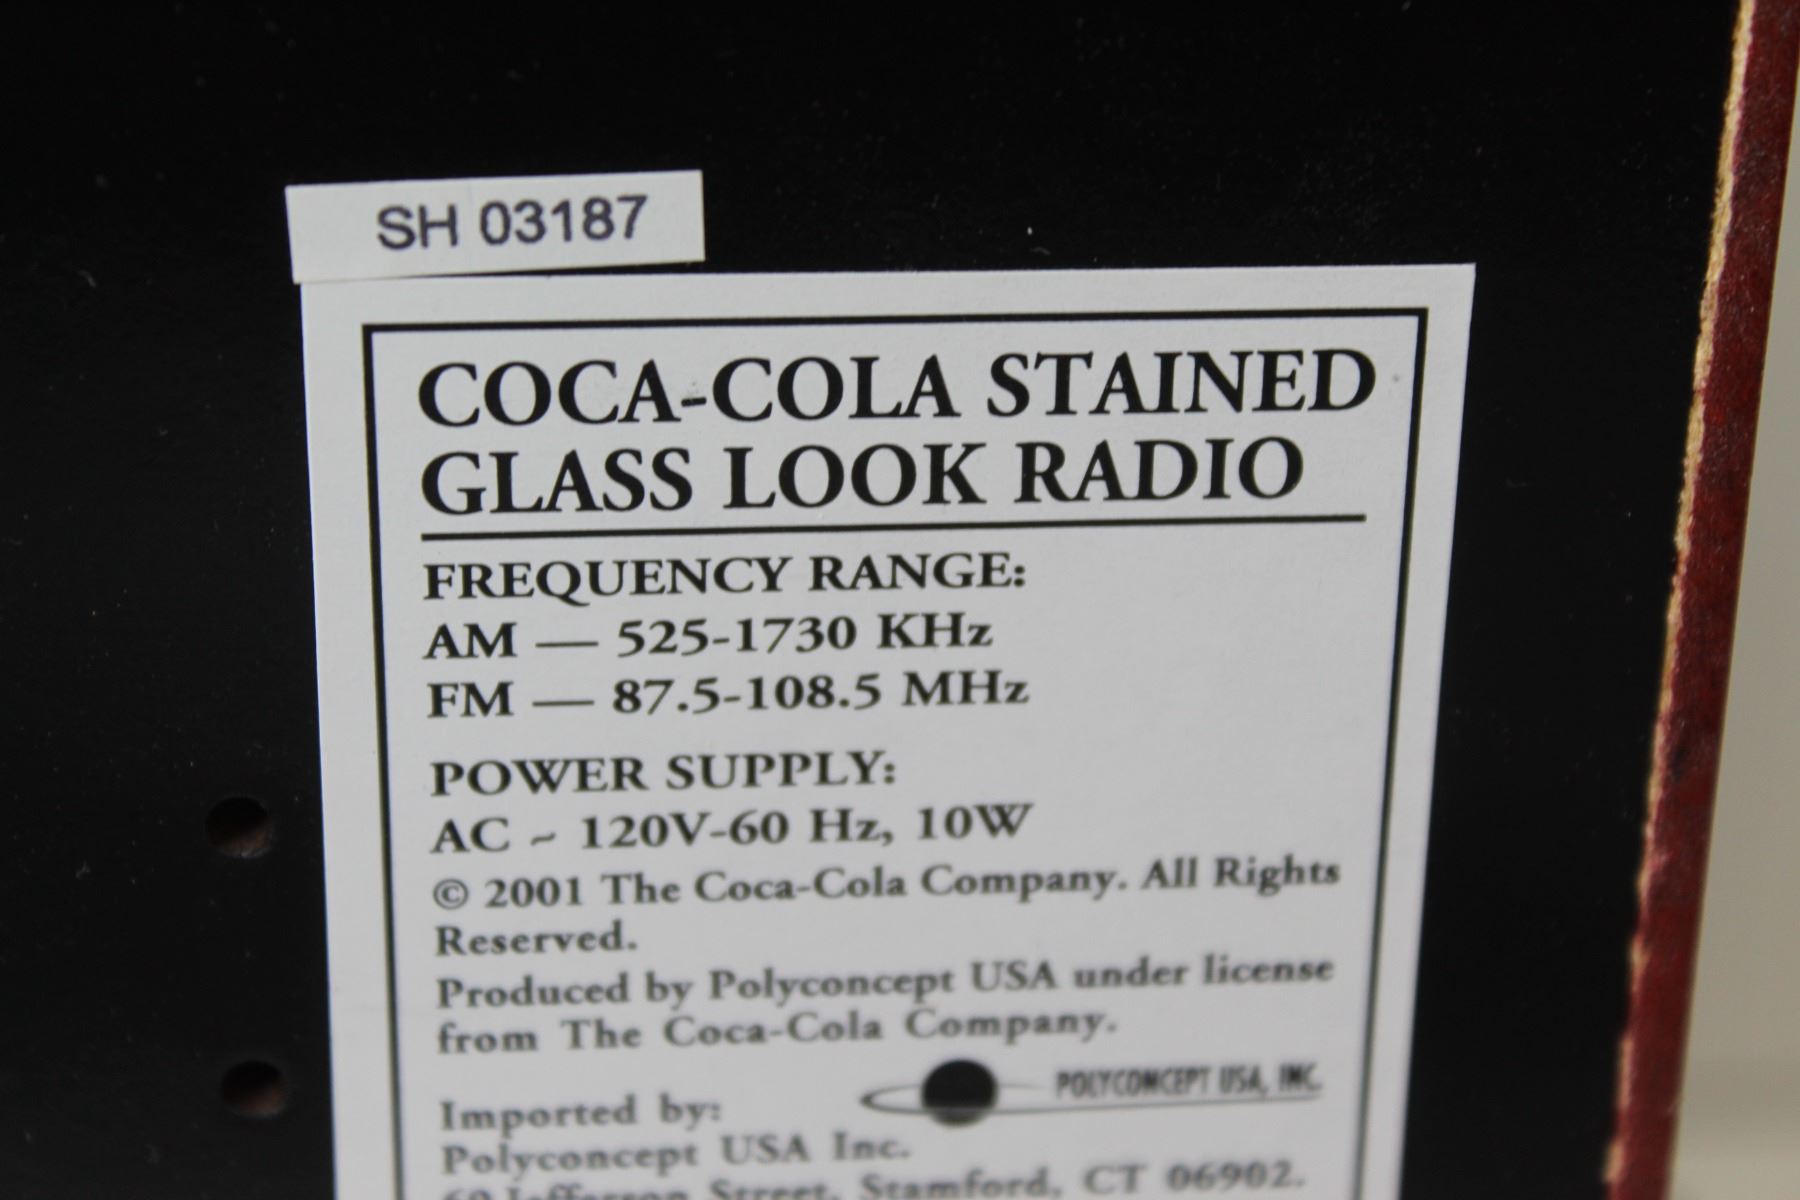 SH 03187
COCA-COLA STAINED
GLASS LOOK RADIO
FREQUENCY RANGE:
AM — 525-1730 KHz
FM — 87.5-108.5 MHz
POWER SUPPLY:
AC ~ 120V-60 Hz, 10W
© 2001 The Coca-Cola Company. All Rights
Reserved.
Produced by Polyconcept USA under license
from The Coca-Cola Company.
POLYCONCEPT USA, INC.
Imported by:
Polyconcept USA Inc.
69 Jefferson Street, Stamford, CT 06902.